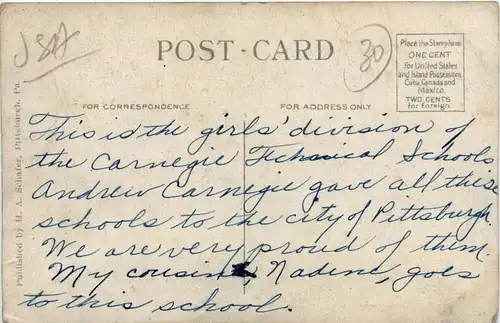 JSA
POST-CARD
30
Place the Stamp here
ONE CENT
for United States
and Island Possessions
Cuba, Canada and
Mexico.
TWO CENTS
for Foreign.
FOR CORRESPONDENCE
FOR ADDRESS ONLY
This is the girls' division of
the Carnegie Technical Schools
Andrew Carnegie gave all these
schools to the city of Pittsburgh.
We are very proud of them.
My cousin, Nadine, goes
to this school.
Published by H. A. Schafer, Pittsburgh, Pa.